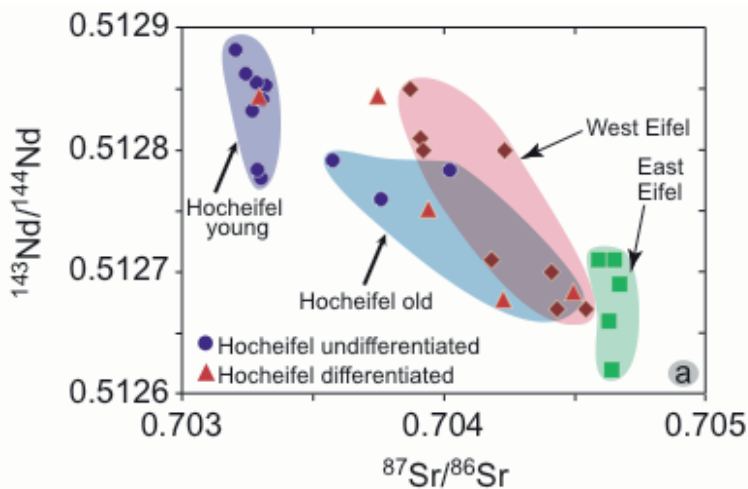 0.5129
0.5128
0.5127
0.5126
143Nd/144Nd
West Eifel
East
Eifel
Hocheifel
young
Hocheifel old
Hocheifel undifferentiated
Hocheifel differentiated
a
0.703
0.704
0.705
87Sr/86Sr